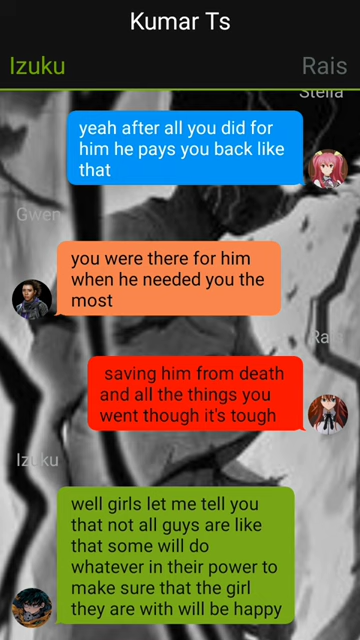 Kumar Ts
Izuku
Rais
Stella
yeah after all you did for
him he pays you back like
that
Gwen
you were there for him
when he needed you the
most
Ra
saving him from death
and all the things you
went though it's tough
Izuku
well girls let me tell you
that not all guys are like
that some will do
whatever in their power to
make sure that the girl
they are with will be happy